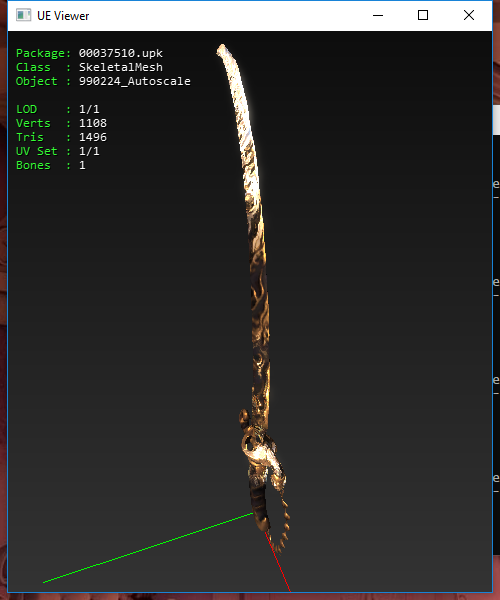 UE Viewer
Package: 00037510.upk
Class  : SkeletalMesh
Object : 990224_Autoscale
LOD    : 1/1
Verts  : 1108
Tris   : 1496
UV Set : 1/1
Bones  : 1